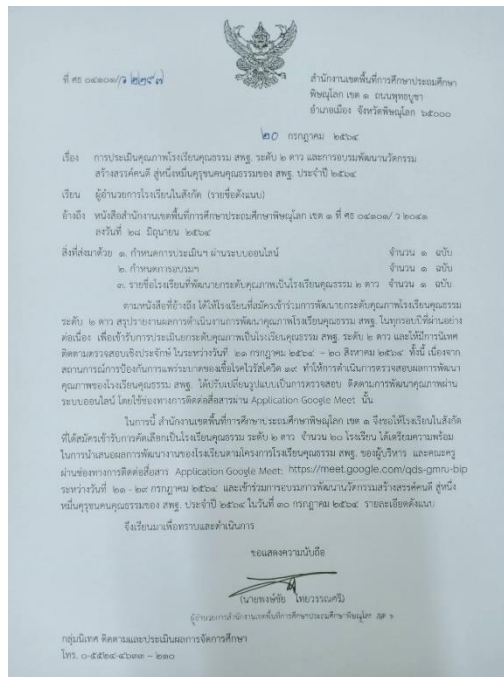 ที่ ศธ ๐๔๑๐๑/ว ๒๒๙๗
สำนักงานเขตพื้นที่การศึกษาประถมศึกษา
พิษณุโลก เขต ๑ ถนนพุทธบูชา
อำเภอเมือง จังหวัดพิษณุโลก ๖๕๐๐๐
๒๐ กรกฎาคม ๒๕๖๔
เรื่อง การประเมินคุณภาพโรงเรียนคุณธรรม สพฐ. ระดับ ๒ ดาว และการอบรมพัฒนานวัตกรรม
สร้างสรรค์คนดี สู่หนึ่งหมื่นคุรุชนคนคุณธรรมของ สพฐ. ประจำปี ๒๕๖๔
เรียน ผู้อำนวยการโรงเรียนในสังกัด (รายชื่อดังแนบ)
อ้างถึง หนังสือสำนักงานเขตพื้นที่การศึกษาประถมศึกษาพิษณุโลก เขต ๑ ที่ ศธ ๐๔๑๐๑/ ว ๒๐๔๑
ลงวันที่ ๒๘ มิถุนายน ๒๕๖๔
สิ่งที่ส่งมาด้วย ๑. กำหนดการประเมินฯ ผ่านระบบออนไลน์ จำนวน ๑ ฉบับ
๒. กำหนดการอบรมฯ จำนวน ๑ ฉบับ
๓. รายชื่อโรงเรียนที่พัฒนายกระดับคุณภาพเป็นโรงเรียนคุณธรรม ๒ ดาว จำนวน ๑ ฉบับ
ตามหนังสือที่อ้างถึง ได้ให้โรงเรียนที่สมัครเข้าร่วมการพัฒนายกระดับคุณภาพโรงเรียนคุณธรรม
ระดับ ๒ ดาว สรุปรายงานผลการดำเนินงานการพัฒนาคุณภาพโรงเรียนคุณธรรม สพฐ. ในทุกรอบปีที่ผ่านอย่าง
ต่อเนื่อง เพื่อเข้ารับการประเมินยกระดับคุณภาพเป็นโรงเรียนคุณธรรม สพฐ. ระดับ ๒ ดาว และให้มีการนิเทศ
ติดตามตรวจสอบเชิงประจักษ์ ในระหว่างวันที่ ๒๑ กรกฎาคม ๒๕๖๔ – ๒๐ สิงหาคม ๒๕๖๔ ทั้งนี้ เนื่องจาก
สถานการณ์การป้องกันการแพร่ระบาดของเชื้อโรคไวรัสโควิด ๑๙ ทำให้การดำเนินการตรวจสอบผลการพัฒนา
คุณภาพของโรงเรียนคุณธรรม สพฐ. ได้ปรับเปลี่ยนรูปแบบเป็นการตรวจสอบ ติดตามการพัฒนาคุณภาพผ่าน
ระบบออนไลน์ โดยใช้ช่องทางการติดต่อสื่อสารผ่าน Application Google Meet นั้น
ในการนี้ สำนักงานเขตพื้นที่การศึกษาประถมศึกษาพิษณุโลก เขต ๑ จึงขอให้โรงเรียนในสังกัด
ที่ได้สมัครเข้ารับการคัดเลือกเป็นโรงเรียนคุณธรรม ระดับ ๒ ดาว จำนวน ๒๐ โรงเรียน ได้เตรียมความพร้อม
ในการนำเสนอผลการพัฒนางานของโรงเรียนตามโครงการโรงเรียนคุณธรรม สพฐ. ของผู้บริหาร และคณะครู
ผ่านช่องทางการติดต่อสื่อสาร Application Google Meet: https://meet.google.com/qds-gmru-bip
ระหว่างวันที่ ๒๑ - ๒๙ กรกฎาคม ๒๕๖๔ และเข้าร่วมการอบรมการพัฒนานวัตกรรมสร้างสรรค์คนดี สู่หนึ่ง
หมื่นคุรุชนคนคุณธรรมของ สพฐ. ประจำปี ๒๕๖๔ ในวันที่ ๓๐ กรกฎาคม ๒๕๖๔ รายละเอียดดังแนบ
จึงเรียนมาเพื่อทราบและดำเนินการ
ขอแสดงความนับถือ
(นายพงษ์ชัย ไทยวรรณศรี)
ผู้อำนวยการสำนักงานเขตพื้นที่การศึกษาประถมศึกษาพิษณุโลก เขต ๑
กลุ่มนิเทศ ติดตามและประเมินผลการจัดการศึกษา
โทร. ๐-๕๕๒๔-๔๖๓๓ – ๒๑๐